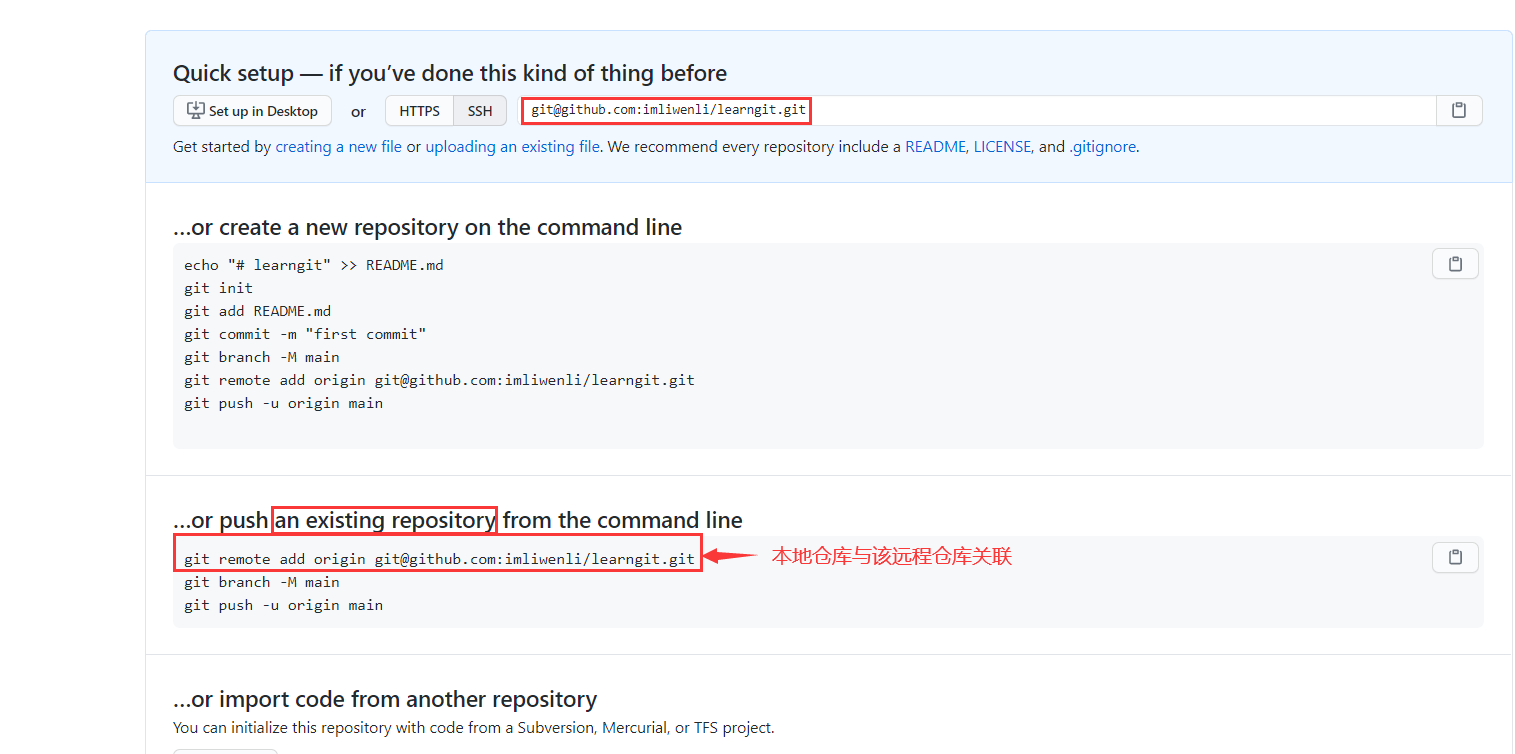 Quick setup — if you’ve done this kind of thing before
Set up in Desktop or HTTPS SSH git@github.com:imliwenli/learngit.git
Get started by creating a new file or uploading an existing file. We recommend every repository include a README, LICENSE, and .gitignore.
…or create a new repository on the command line
echo "# learngit" >> README.md
git init
git add README.md
git commit -m "first commit"
git branch -M main
git remote add origin git@github.com:imliwenli/learngit.git
git push -u origin main
…or push an existing repository from the command line
git remote add origin git@github.com:imliwenli/learngit.git 本地仓库与该远程仓库关联
git branch -M main
git push -u origin main
…or import code from another repository
You can initialize this repository with code from a Subversion, Mercurial, or TFS project.